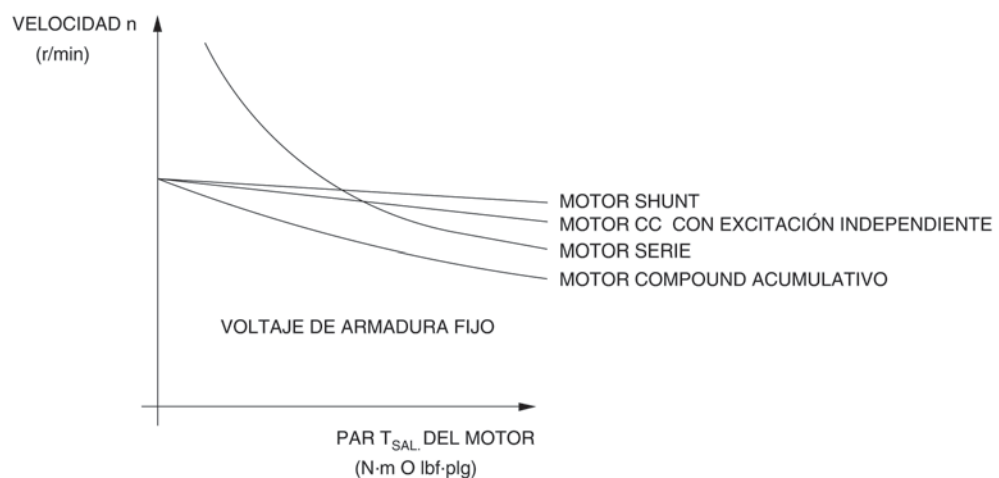 VELOCIDAD n
(r/min)
MOTOR SHUNT
MOTOR CC CON EXCITACIÓN INDEPENDIENTE
MOTOR SERIE
MOTOR COMPOUND ACUMULATIVO
VOLTAJE DE ARMADURA FIJO
PAR T_SAL. DEL MOTOR
(N·m O lbf·plg)